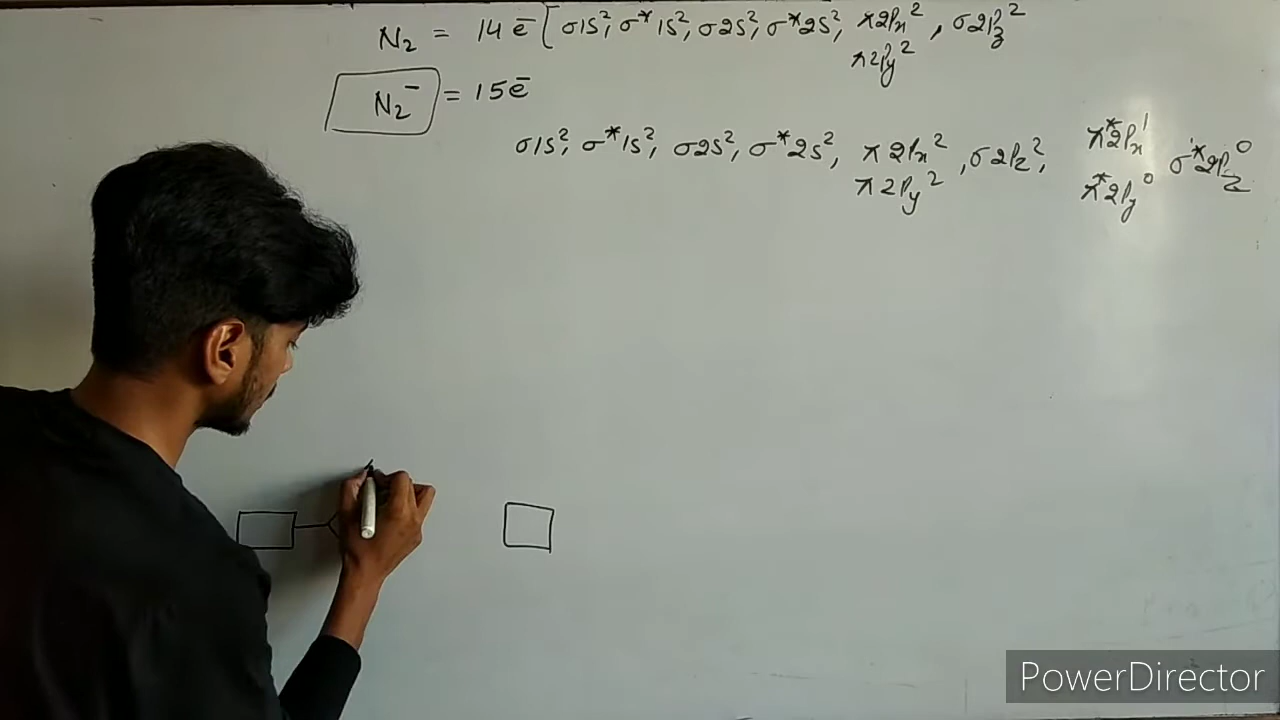 N₂ = 14 e⁻ [σ1s², σ*1s², σ2s², σ*2s², π2Px², σ2Pz²
π2Py²
N₂⁻ = 15e⁻
σ1s², σ*1s², σ2s², σ*2s², π2Px², σ2Pz², π*2Px¹ σ*2Pz⁰
π2Py² π*2Py⁰
PowerDirector